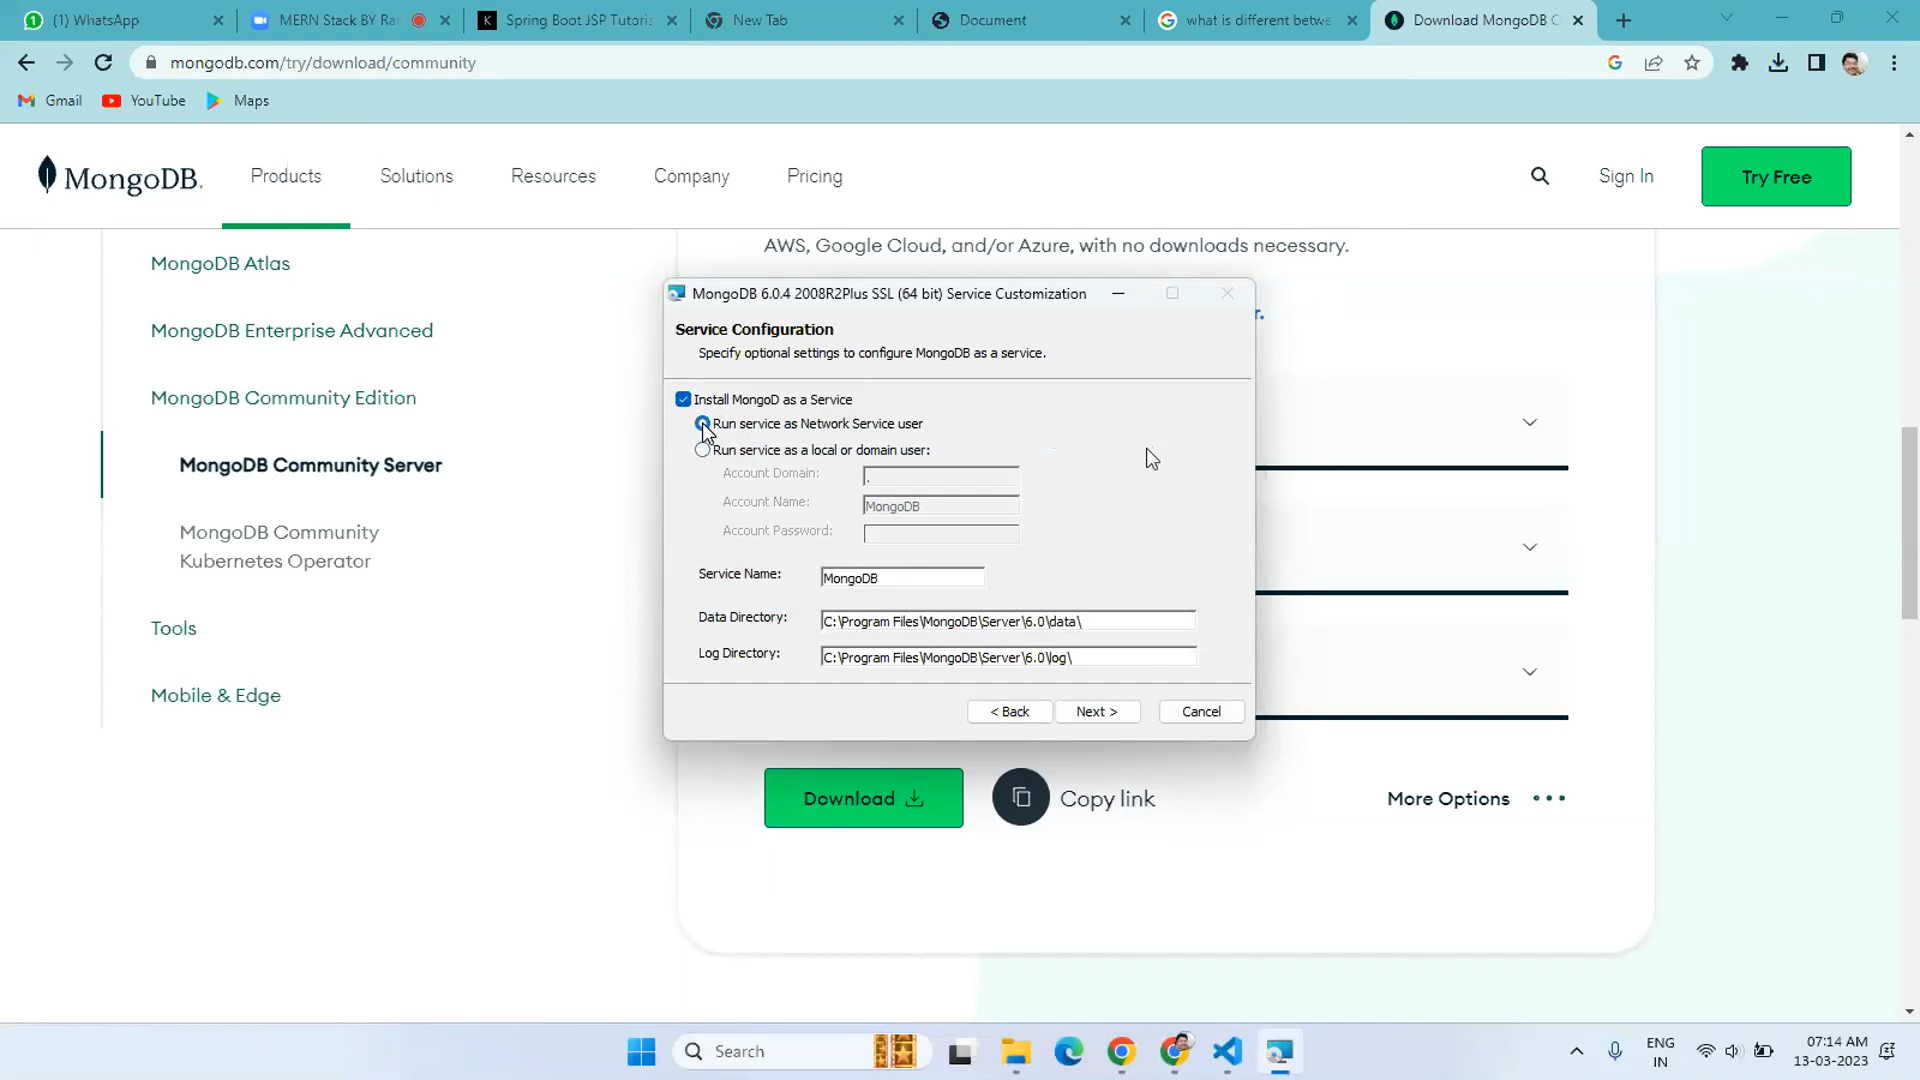 (1) WhatsApp
MERN Stack BY Rar
Spring Boot JSP Tutoria
New Tab
Document
what is different betwe
Download MongoDB C
mongodb.com/try/download/community
Gmail
YouTube
Maps
MongoDB.
Products
Solutions
Resources
Company
Pricing
Sign In
Try Free
MongoDB Atlas
MongoDB Enterprise Advanced
MongoDB Community Edition
MongoDB Community Server
MongoDB Community
Kubernetes Operator
Tools
Mobile & Edge
AWS, Google Cloud, and/or Azure, with no downloads necessary.
r.
MongoDB 6.0.4 2008R2Plus SSL (64 bit) Service Customization
Service Configuration
Specify optional settings to configure MongoDB as a service.
Install MongoD as a Service
Run service as Network Service user
Run service as a local or domain user:
Account Domain: .
Account Name: MongoDB
Account Password:
Service Name: MongoDB
Data Directory: C:\Program Files\MongoDB\Server\6.0\data\
Log Directory: C:\Program Files\MongoDB\Server\6.0\log\
< Back
Next >
Cancel
Download
Copy link
More Options
Search
ENG
IN
07:14 AM
13-03-2023